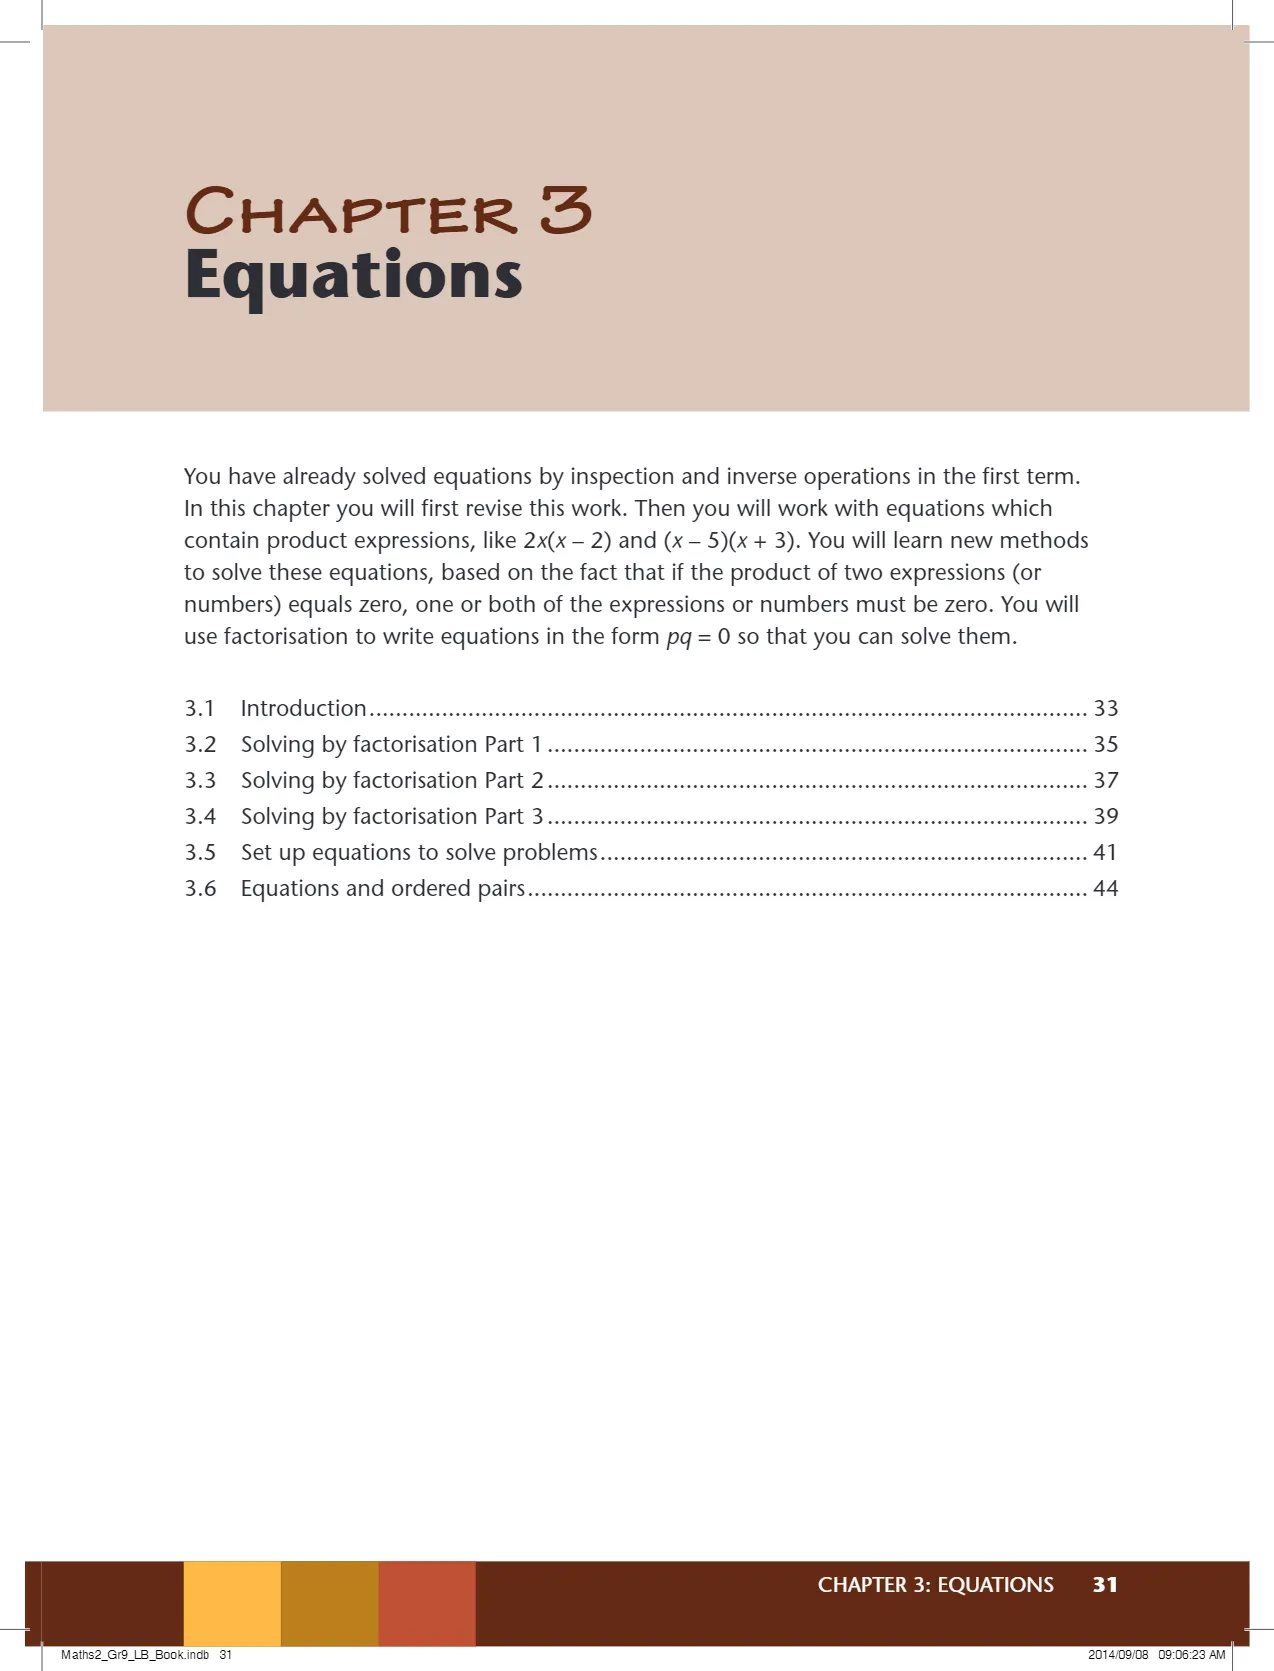 CHAPTER 3
Equations
You have already solved equations by inspection and inverse operations in the first term.
In this chapter you will first revise this work. Then you will work with equations which
contain product expressions, like 2x(x – 2) and (x – 5)(x + 3). You will learn new methods
to solve these equations, based on the fact that if the product of two expressions (or
numbers) equals zero, one or both of the expressions or numbers must be zero. You will
use factorisation to write equations in the form pq = 0 so that you can solve them.
3.1 Introduction.............................................................................................................. 33
3.2 Solving by factorisation Part 1 .................................................................................. 35
3.3 Solving by factorisation Part 2 .................................................................................. 37
3.4 Solving by factorisation Part 3 .................................................................................. 39
3.5 Set up equations to solve problems.......................................................................... 41
3.6 Equations and ordered pairs..................................................................................... 44
CHAPTER 3: EQUATIONS 31
Maths2_Gr9_LB_Book.indb 31 2014/09/08 09:06:23 AM